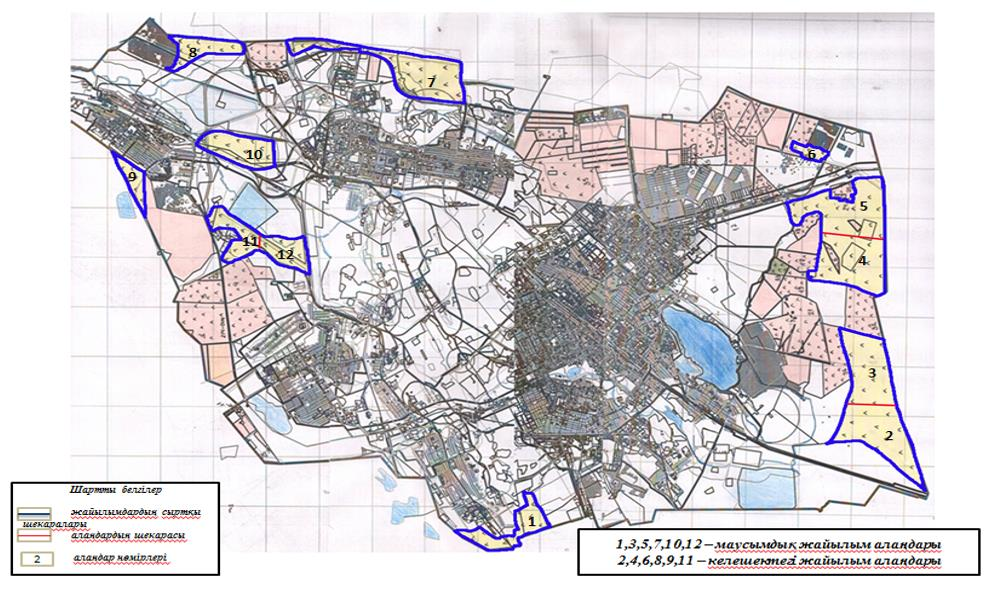 8
7
10
6
9
5
11
12
4
3
2
1
Шартты белгілер
жайылымдардың сыртқы
шекаралары
алаңдардың шекарасы
2 алаңдар нөмірлері
7
1,3,5,7,10,12 – маусымдық жайылым алаңдары
2,4,6,8,9,11 – келешектегі жайылым алаңдары